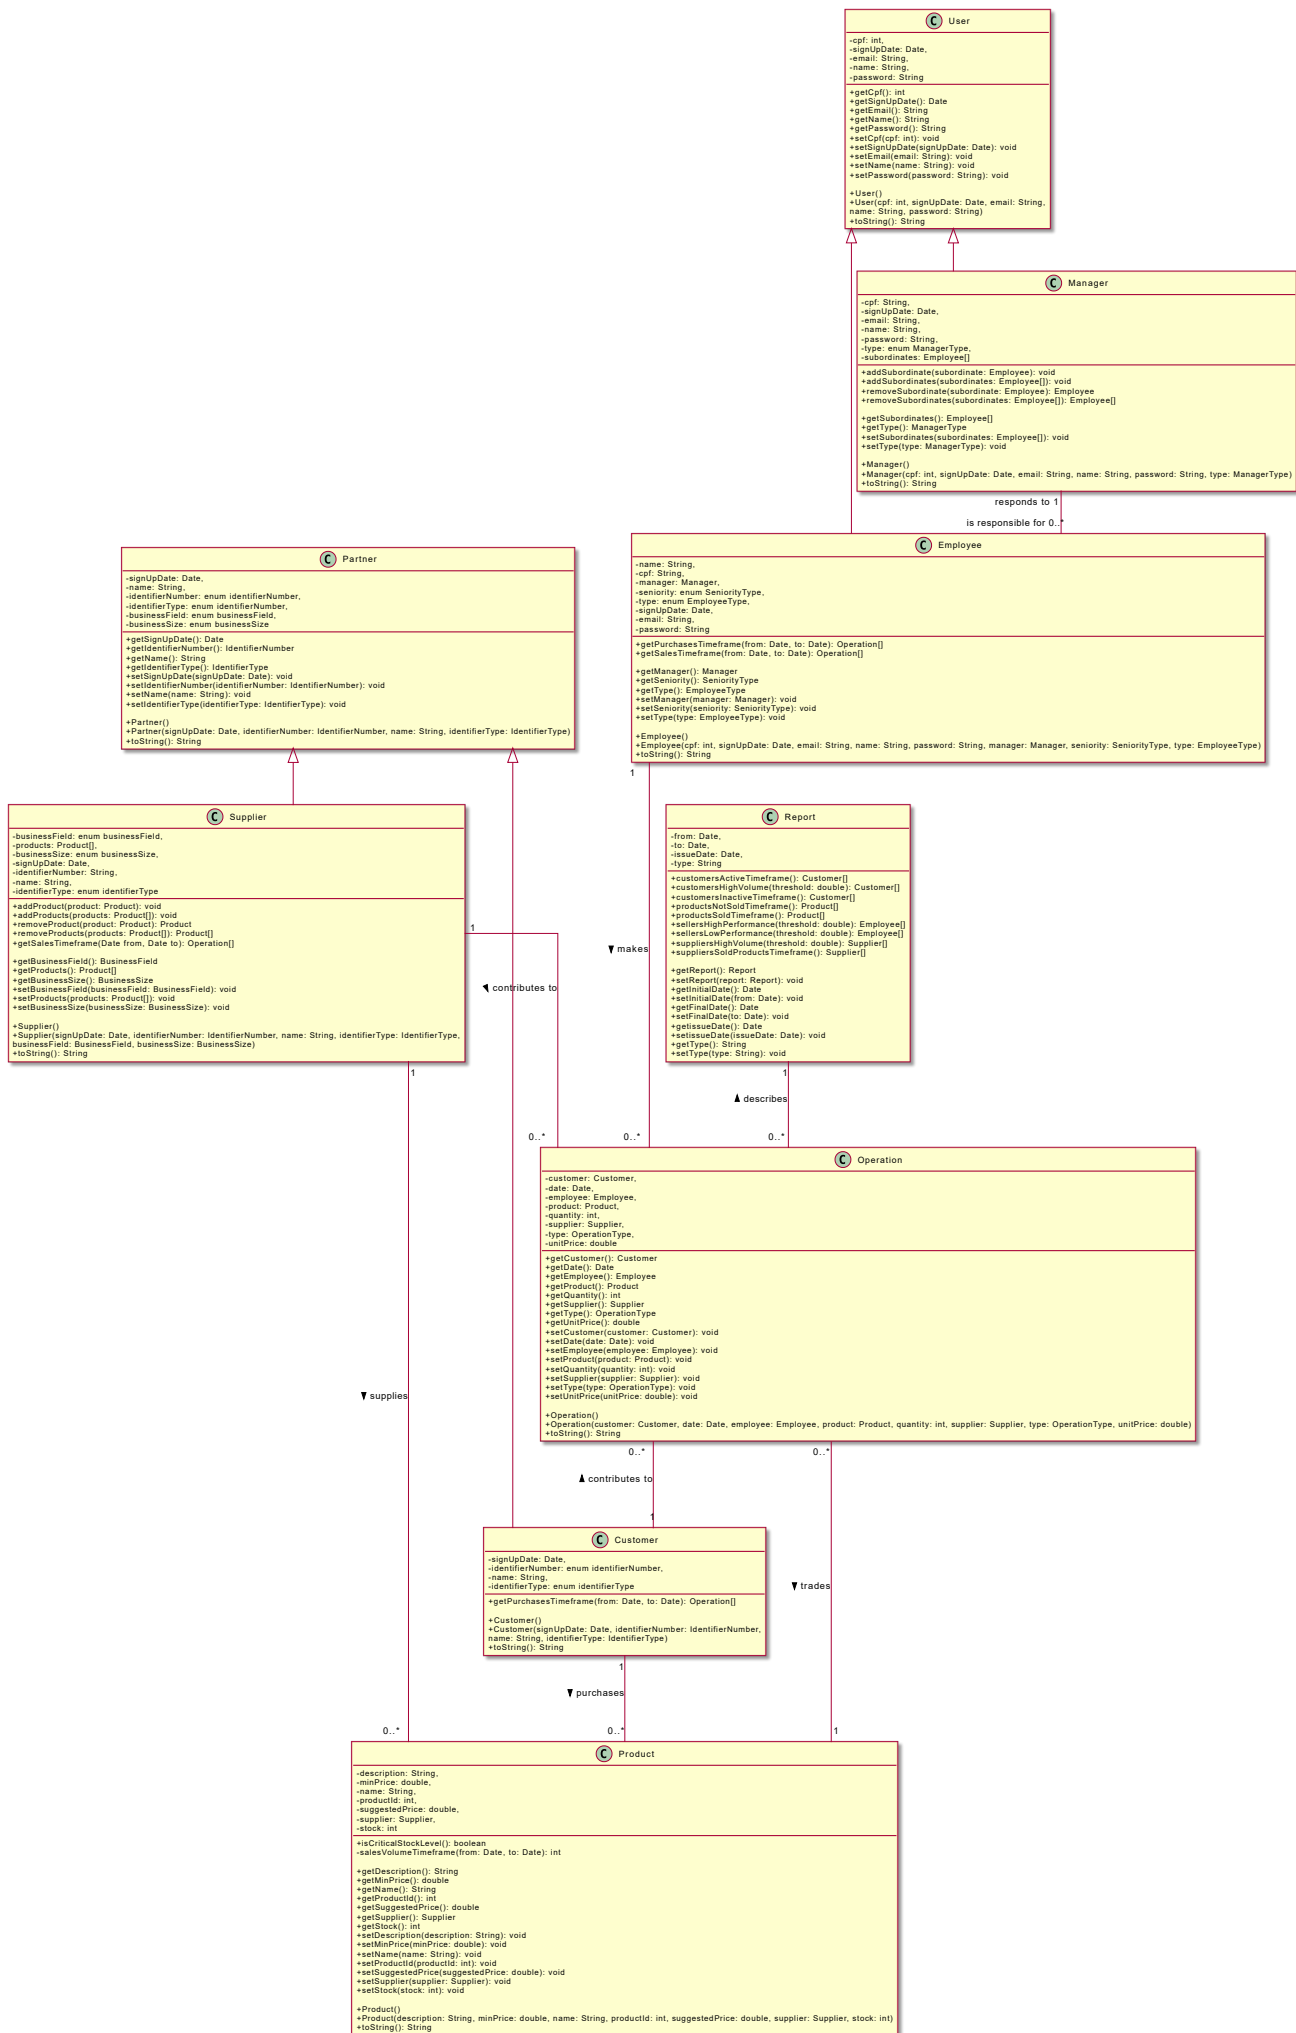 C User
-cpf: int,
-signUpDate: Date,
-email: String,
-name: String,
-password: String
+getCpf(): int
+getSignUpDate(): Date
+getEmail(): String
+getName(): String
+getPassword(): String
+setCpf(cpf: int): void
+setSignUpDate(signUpDate: Date): void
+setEmail(email: String): void
+setName(name: String): void
+setPassword(password: String): void
+User()
+User(cpf: int, signUpDate: Date, email: String,
name: String, password: String)
+toString(): String
C Manager
-cpf: String,
-signUpDate: Date,
-email: String,
-name: String,
-password: String,
-type: enum ManagerType,
-subordinates: Employee[]
+addSubordinate(subordinate: Employee): void
+addSubordinates(subordinates: Employee[]): void
+removeSubordinate(subordinate: Employee): Employee
+removeSubordinates(subordinates: Employee[]): Employee[]
+getSubordinates(): Employee[]
+getType(): ManagerType
+setSubordinates(subordinates: Employee[]): void
+setType(type: ManagerType): void
+Manager()
+Manager(cpf: int, signUpDate: Date, email: String, name: String, password: String, type: ManagerType)
+toString(): String
responds to 1
is responsible for 0..*
C Partner
-signUpDate: Date,
-name: String,
-identifierNumber: enum identifierNumber,
-identifierType: enum identifierNumber,
-businessField: enum businessField,
-businessSize: enum businessSize
+getSignUpDate(): Date
+getIdentifierNumber(): IdentifierNumber
+getName(): String
+getIdentifierType(): IdentifierType
+setSignUpDate(signUpDate: Date): void
+setIdentifierNumber(identifierNumber: IdentifierNumber): void
+setName(name: String): void
+setIdentifierType(identifierType: IdentifierType): void
+Partner()
+Partner(signUpDate: Date, identifierNumber: IdentifierNumber, name: String, identifierType: IdentifierType)
+toString(): String
C Employee
-name: String,
-cpf: String,
-manager: Manager,
-seniority: enum SeniorityType,
-type: enum EmployeeType,
-signUpDate: Date,
-email: String,
-password: String
+getPurchasesTimeframe(from: Date, to: Date): Operation[]
+getSalesTimeframe(from: Date, to: Date): Operation[]
+getManager(): Manager
+getSeniority(): SeniorityType
+getType(): EmployeeType
+setManager(manager: Manager): void
+setSeniority(seniority: SeniorityType): void
+setType(type: EmployeeType): void
+Employee()
+Employee(cpf: int, signUpDate: Date, email: String, name: String, password: String, manager: Manager, seniority: SeniorityType, type: EmployeeType)
+toString(): String
1
C Supplier
-businessField: enum businessField,
-products: Product[],
-businessSize: enum businessSize,
-signUpDate: Date,
-identifierNumber: String,
-name: String,
-identifierType: enum identifierType
+addProduct(product: Product): void
+addProducts(products: Product[]): void
+removeProduct(product: Product): Product
+removeProducts(products: Product[]): Product[]
+getSalesTimeframe(Date from, Date to): Operation[]
+getBusinessField(): BusinessField
+getProducts(): Product[]
+getBusinessSize(): BusinessSize
+setBusinessField(businessField: BusinessField): void
+setProducts(products: Product[]): void
+setBusinessSize(businessSize: BusinessSize): void
+Supplier()
+Supplier(signUpDate: Date, identifierNumber: IdentifierNumber, name: String, identifierType: IdentifierType,
businessField: BusinessField, businessSize: BusinessSize)
+toString(): String
1
contributes to
makes
C Report
-from: Date,
-to: Date,
-issueDate: Date,
-type: String
+customersActiveTimeframe(): Customer[]
+customersHighVolume(threshold: double): Customer[]
+customersInactiveTimeframe(): Customer[]
+productsNotSoldTimeframe(): Product[]
+productsSoldTimeframe(): Product[]
+sellersHighPerformance(threshold: double): Employee[]
+sellersLowPerformance(threshold: double): Employee[]
+suppliersHighVolume(threshold: double): Supplier[]
+suppliersSoldProductsTimeframe(): Supplier[]
+getReport(): Report
+setReport(report: Report): void
+getInitialDate(): Date
+setInitialDate(from: Date): void
+getFinalDate(): Date
+setFinalDate(to: Date): void
+getissueDate(): Date
+setissueDate(issueDate: Date): void
+getType(): String
+setType(type: String): void
1
1
describes
0..*
0..*
0..*
C Operation
-customer: Customer,
-date: Date,
-employee: Employee,
-product: Product,
-quantity: int,
-supplier: Supplier,
-type: OperationType,
-unitPrice: double
+getCustomer(): Customer
+getDate(): Date
+getEmployee(): Employee
+getProduct(): Product
+getQuantity(): int
+getSupplier(): Supplier
+getType(): OperationType
+getUnitPrice(): double
+setCustomer(customer: Customer): void
+setDate(date: Date): void
+setEmployee(employee: Employee): void
+setProduct(product: Product): void
+setQuantity(quantity: int): void
+setSupplier(supplier: Supplier): void
+setType(type: OperationType): void
+setUnitPrice(unitPrice: double): void
+Operation()
+Operation(customer: Customer, date: Date, employee: Employee, product: Product, quantity: int, supplier: Supplier, type: OperationType, unitPrice: double)
+toString(): String
supplies
0..*
0..*
contributes to
1
C Customer
-signUpDate: Date,
-identifierNumber: enum identifierNumber,
-name: String,
-identifierType: enum identifierType
+getPurchasesTimeframe(from: Date, to: Date): Operation[]
+Customer()
+Customer(signUpDate: Date, identifierNumber: IdentifierNumber,
name: String, identifierType: IdentifierType)
+toString(): String
trades
1
purchases
0..*
0..*
1
C Product
-description: String,
-minPrice: double,
-name: String,
-productId: int,
-suggestedPrice: double,
-supplier: Supplier,
-stock: int
+isCriticalStockLevel(): boolean
-salesVolumeTimeframe(from: Date, to: Date): int
+getDescription(): String
+getMinPrice(): double
+getName(): String
+getProductId(): int
+getSuggestedPrice(): double
+getSupplier(): Supplier
+getStock(): int
+setDescription(description: String): void
+setMinPrice(minPrice: double): void
+setName(name: String): void
+setProductId(productId: int): void
+setSuggestedPrice(suggestedPrice: double): void
+setSupplier(supplier: Supplier): void
+setStock(stock: int): void
+Product()
+Product(description: String, minPrice: double, name: String, productId: int, suggestedPrice: double, supplier: Supplier, stock: int)
+toString(): String